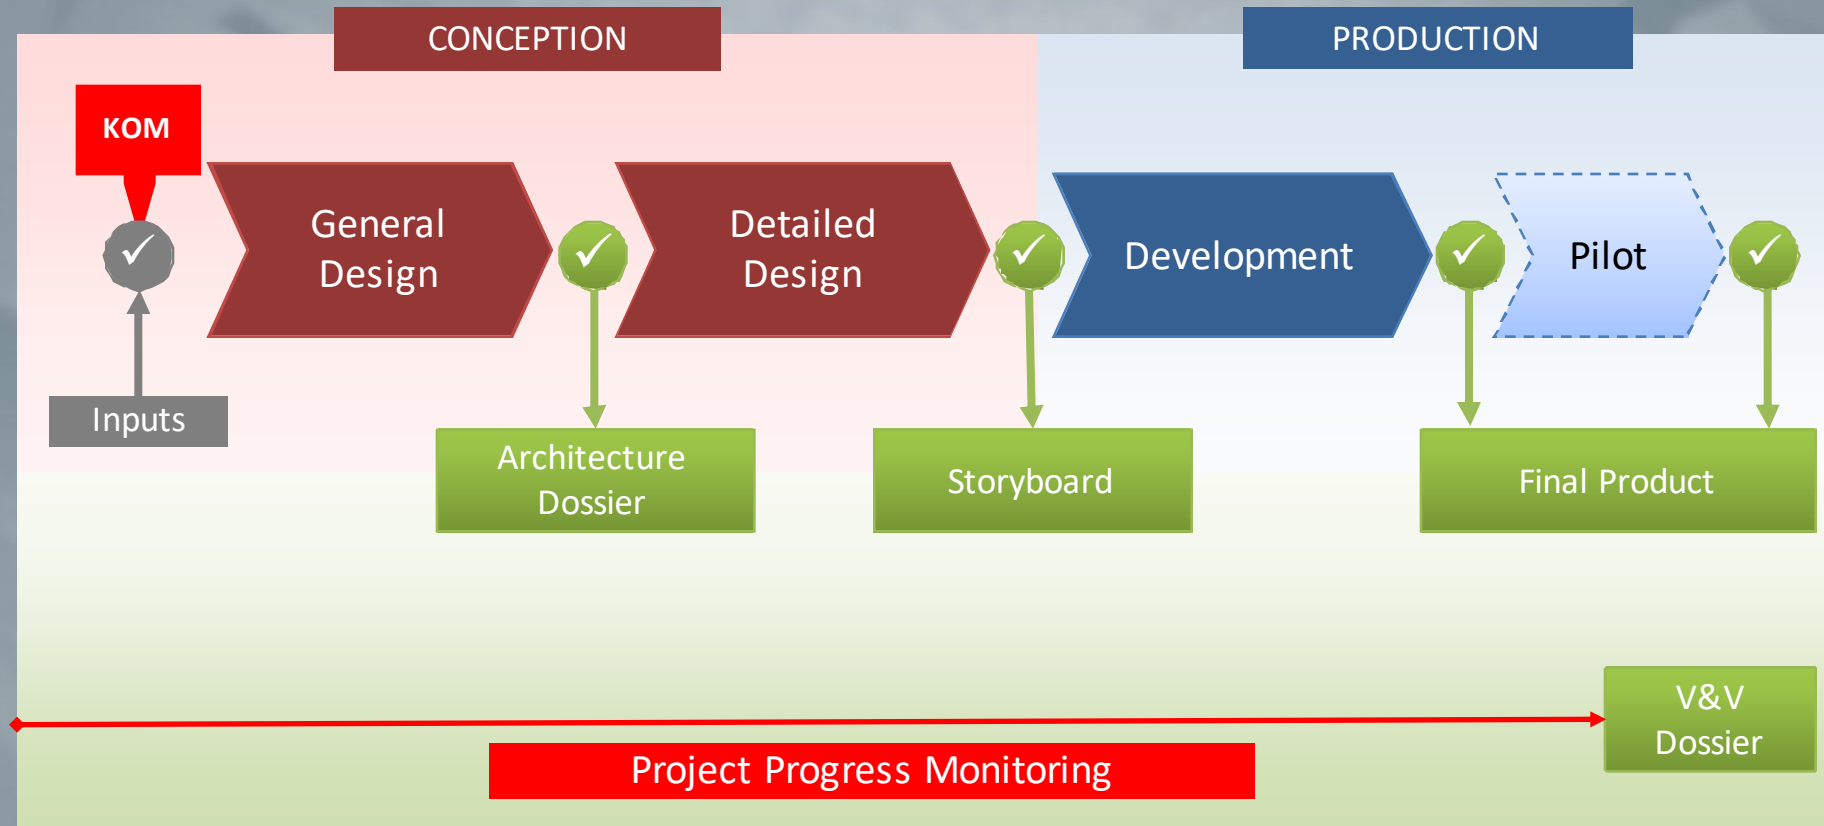 CONCEPTION
PRODUCTION
KOM
General
Design
Detailed
Design
Development
Pilot
Inputs
Architecture
Dossier
Storyboard
Final Product
V&V
Dossier
Project Progress Monitoring